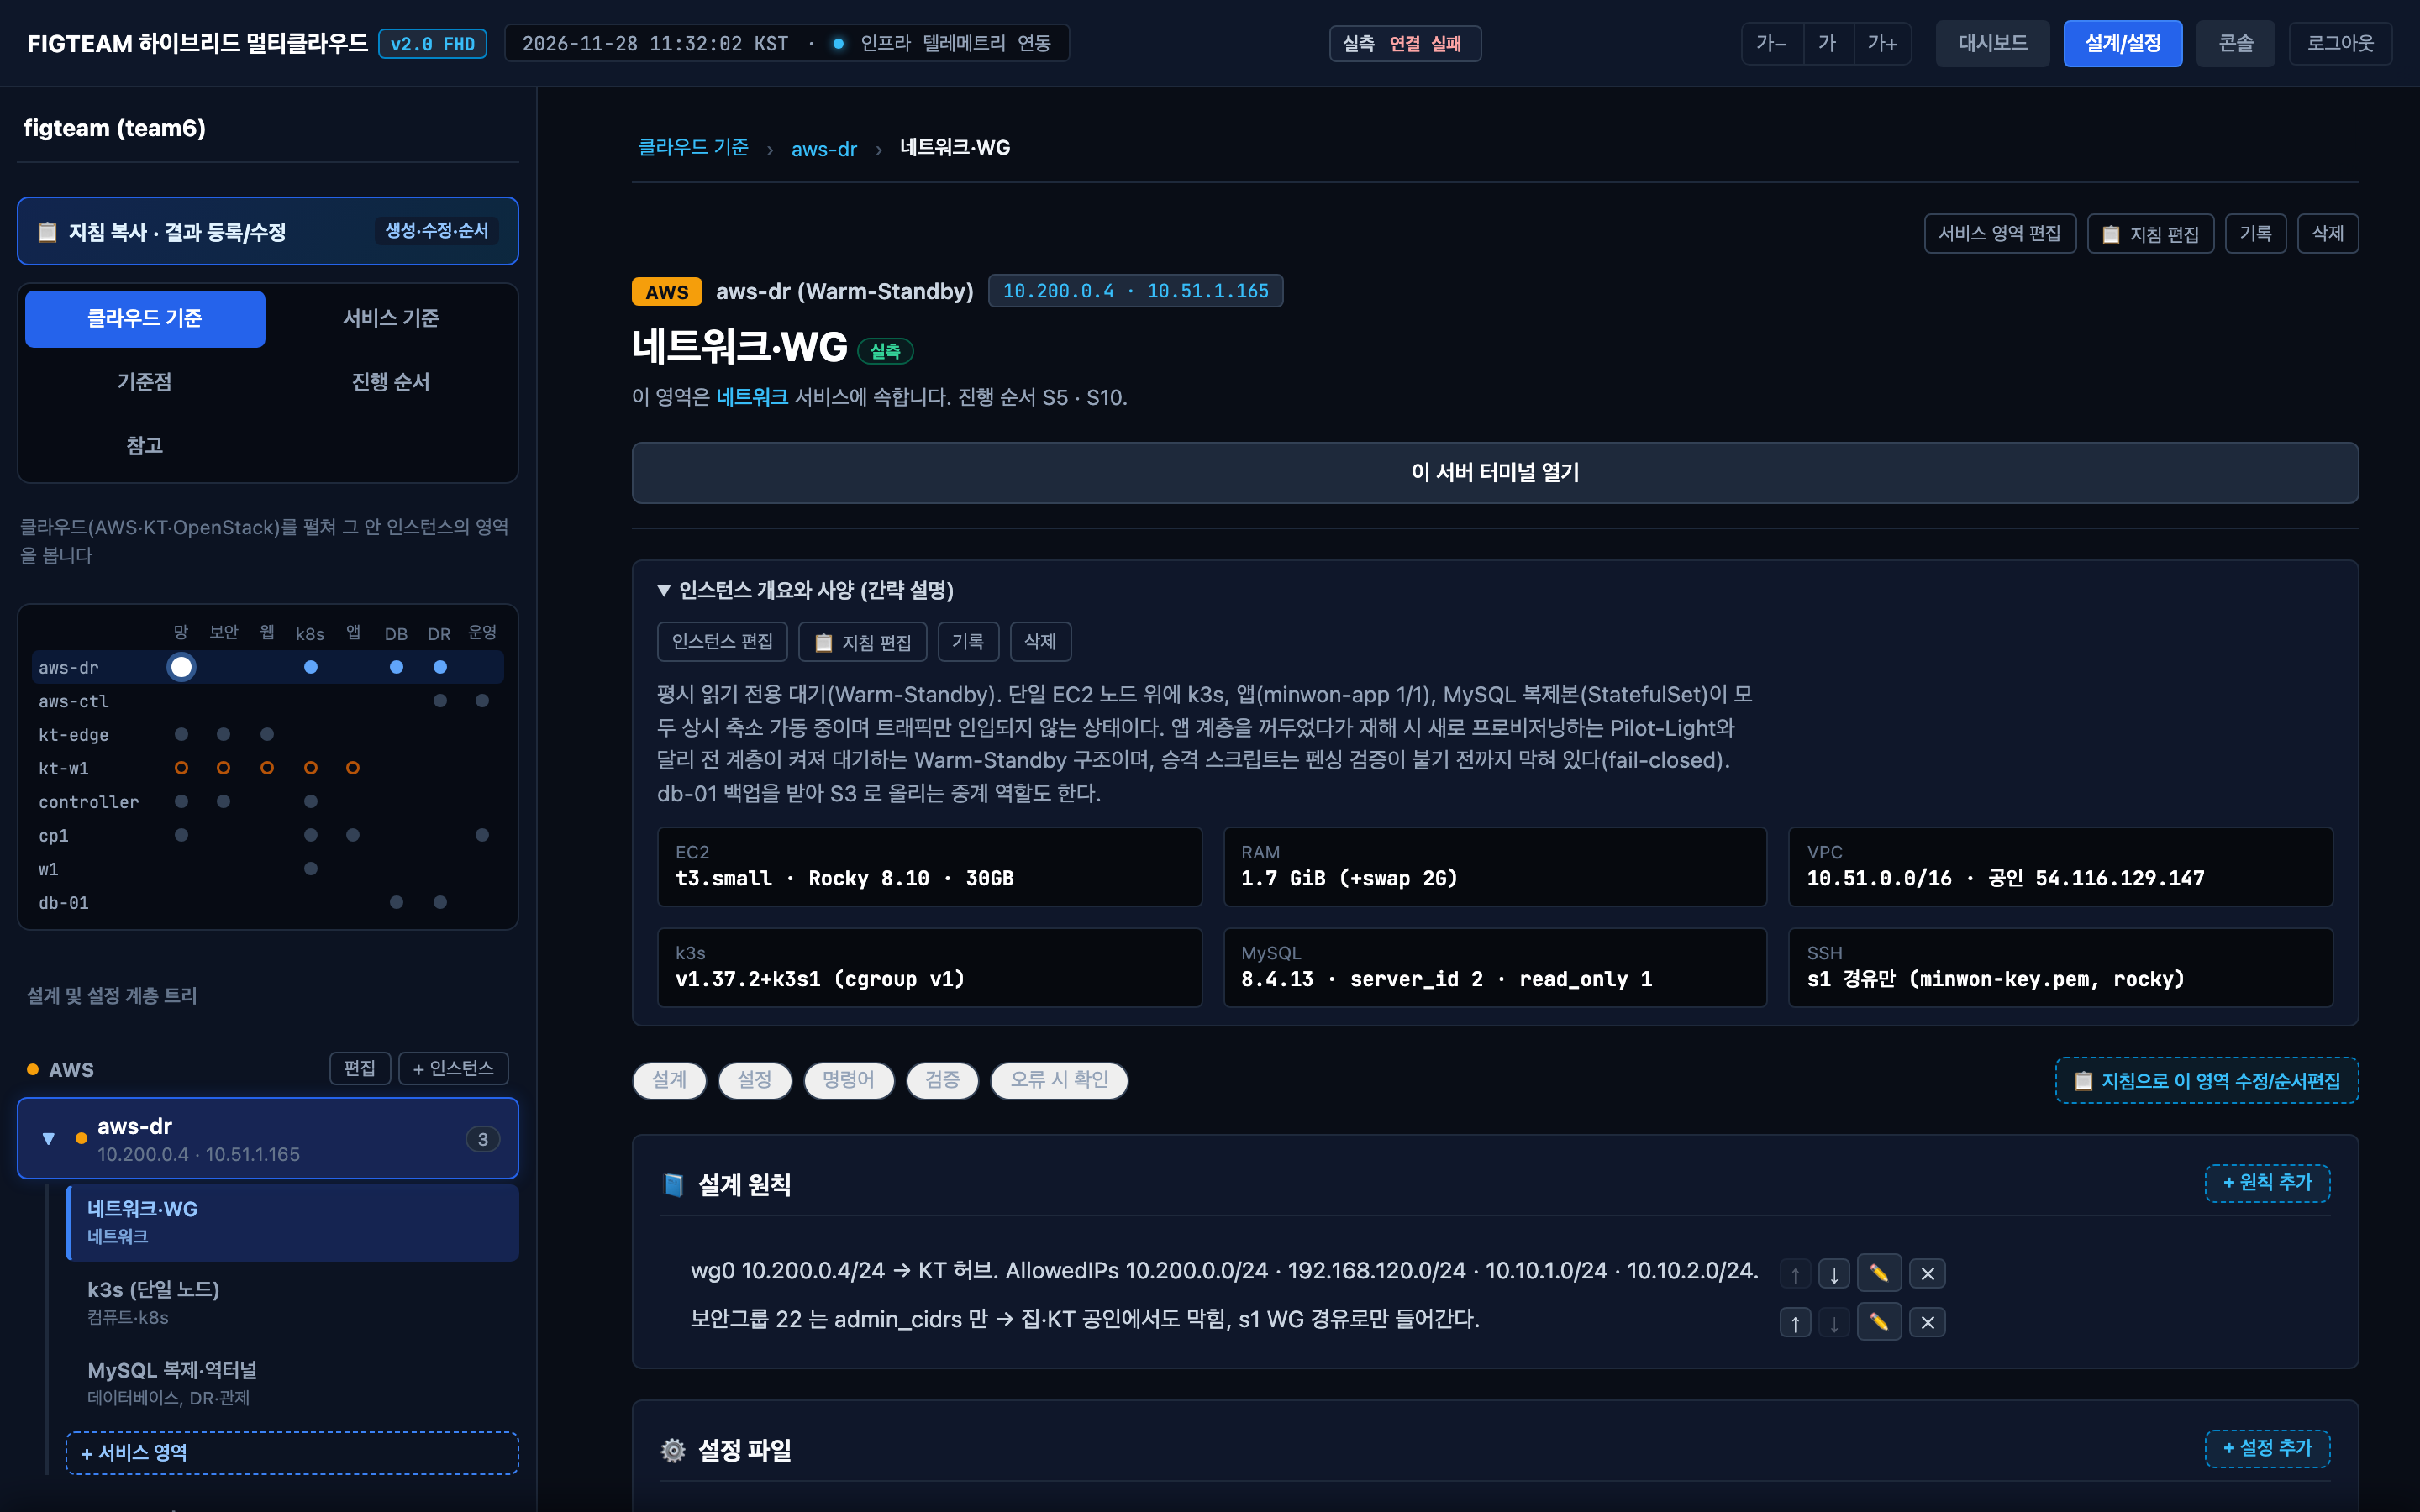 FIGTEAM 하이브리드 멀티클라우드 v2.0 FHD 2026-11-28 11:32:02 KST · 인프라 텔레메트리 연동 실측 연결 실패 가– 가 가+ 대시보드 설계/설정 콘솔 로그아웃
figteam (team6)
지침 복사 · 결과 등록/수정 생성·수정·순서
클라우드 기준 서비스 기준
기준점 진행 순서
참고
클라우드(AWS·KT·OpenStack)를 펼쳐 그 안 인스턴스의 영역
을 봅니다
망 보안 웹 k8s 앱 DB DR 운영
aws-dr
aws-ctl
kt-edge
kt-w1
controller
cp1
w1
db-01
설계 및 설정 계층 트리
AWS 편집 + 인스턴스
aws-dr
10.200.0.4 · 10.51.1.165
3
네트워크·WG
네트워크
k3s (단일 노드)
컴퓨트·k8s
MySQL 복제·역터널
데이터베이스, DR·관제
+ 서비스 영역
클라우드 기준 › aws-dr › 네트워크·WG
서비스 영역 편집 지침 편집 기록 삭제
AWS aws-dr (Warm-Standby) 10.200.0.4 · 10.51.1.165
네트워크·WG 실측
이 영역은 네트워크 서비스에 속합니다. 진행 순서 S5 · S10.
이 서버 터미널 열기
▼ 인스턴스 개요와 사양 (간략 설명)
인스턴스 편집 지침 편집 기록 삭제
평시 읽기 전용 대기(Warm-Standby). 단일 EC2 노드 위에 k3s, 앱(minwon-app 1/1), MySQL 복제본(StatefulSet)이 모
두 상시 축소 가동 중이며 트래픽만 인입되지 않는 상태이다. 앱 계층을 꺼두었다가 재해 시 새로 프로비저닝하는 Pilot-Light와
달리 전 계층이 켜져 대기하는 Warm-Standby 구조이며, 승격 스크립트는 펜싱 검증이 붙기 전까지 막혀 있다(fail-closed).
db-01 백업을 받아 S3 로 올리는 중계 역할도 한다.
EC2
t3.small · Rocky 8.10 · 30GB
RAM
1.7 GiB (+swap 2G)
VPC
10.51.0.0/16 · 공인 54.116.129.147
k3s
v1.37.2+k3s1 (cgroup v1)
MySQL
8.4.13 · server_id 2 · read_only 1
SSH
s1 경유만 (minwon-key.pem, rocky)
설계 설정 명령어 검증 오류 시 확인 지침으로 이 영역 수정/순서편집
설계 원칙 + 원칙 추가
wg0 10.200.0.4/24 → KT 허브. AllowedIPs 10.200.0.0/24 · 192.168.120.0/24 · 10.10.1.0/24 · 10.10.2.0/24. ↑ ↓ ✕
보안그룹 22 는 admin_cidrs 만 → 집·KT 공인에서도 막힘, s1 WG 경유로만 들어간다. ↑ ↓ ✕
설정 파일 + 설정 추가